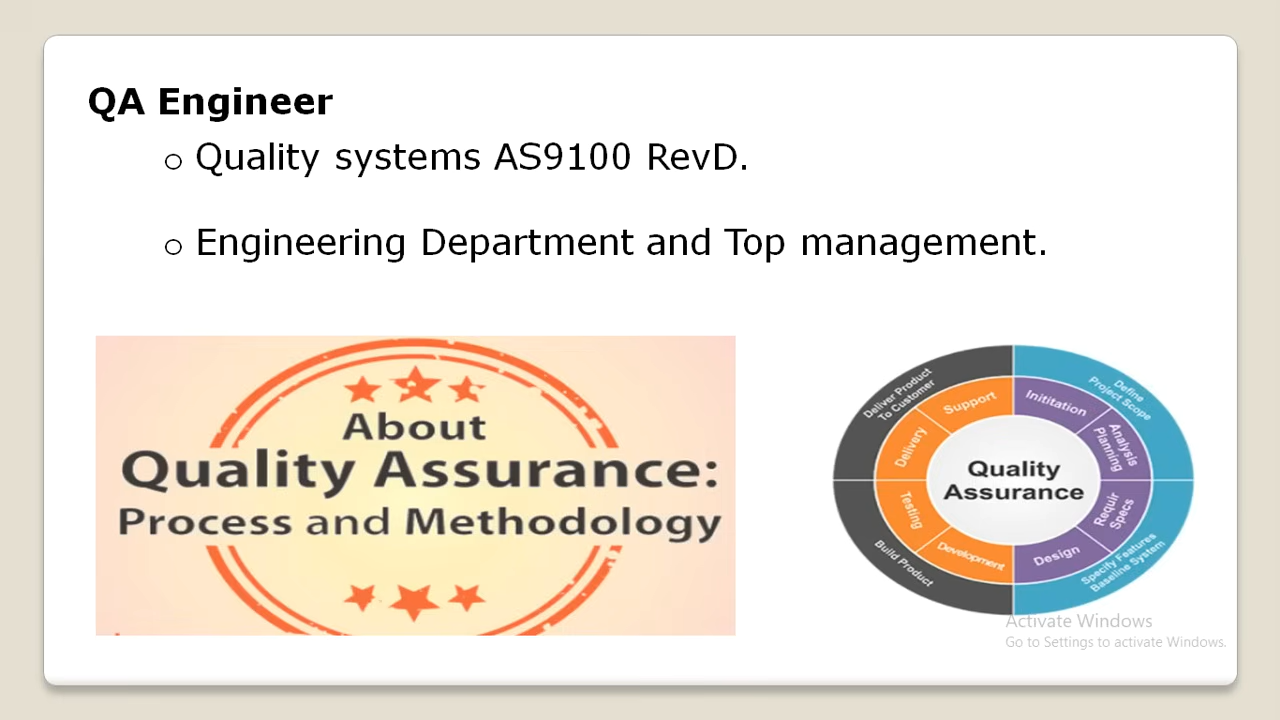 QA Engineer
o Quality systems AS9100 RevD.
o Engineering Department and Top management.
About
Quality Assurance:
Process and Methodology
Deliver Product
To Customer
Define
Project Scope
Support
Inititation
Delivery
Analysis
Planning
Quality
Assurance
Testing
Requir
Specs
Development
Design
Build Product
Specify Features
Baseline System
Activate Windows
Go to Settings to activate Windows.